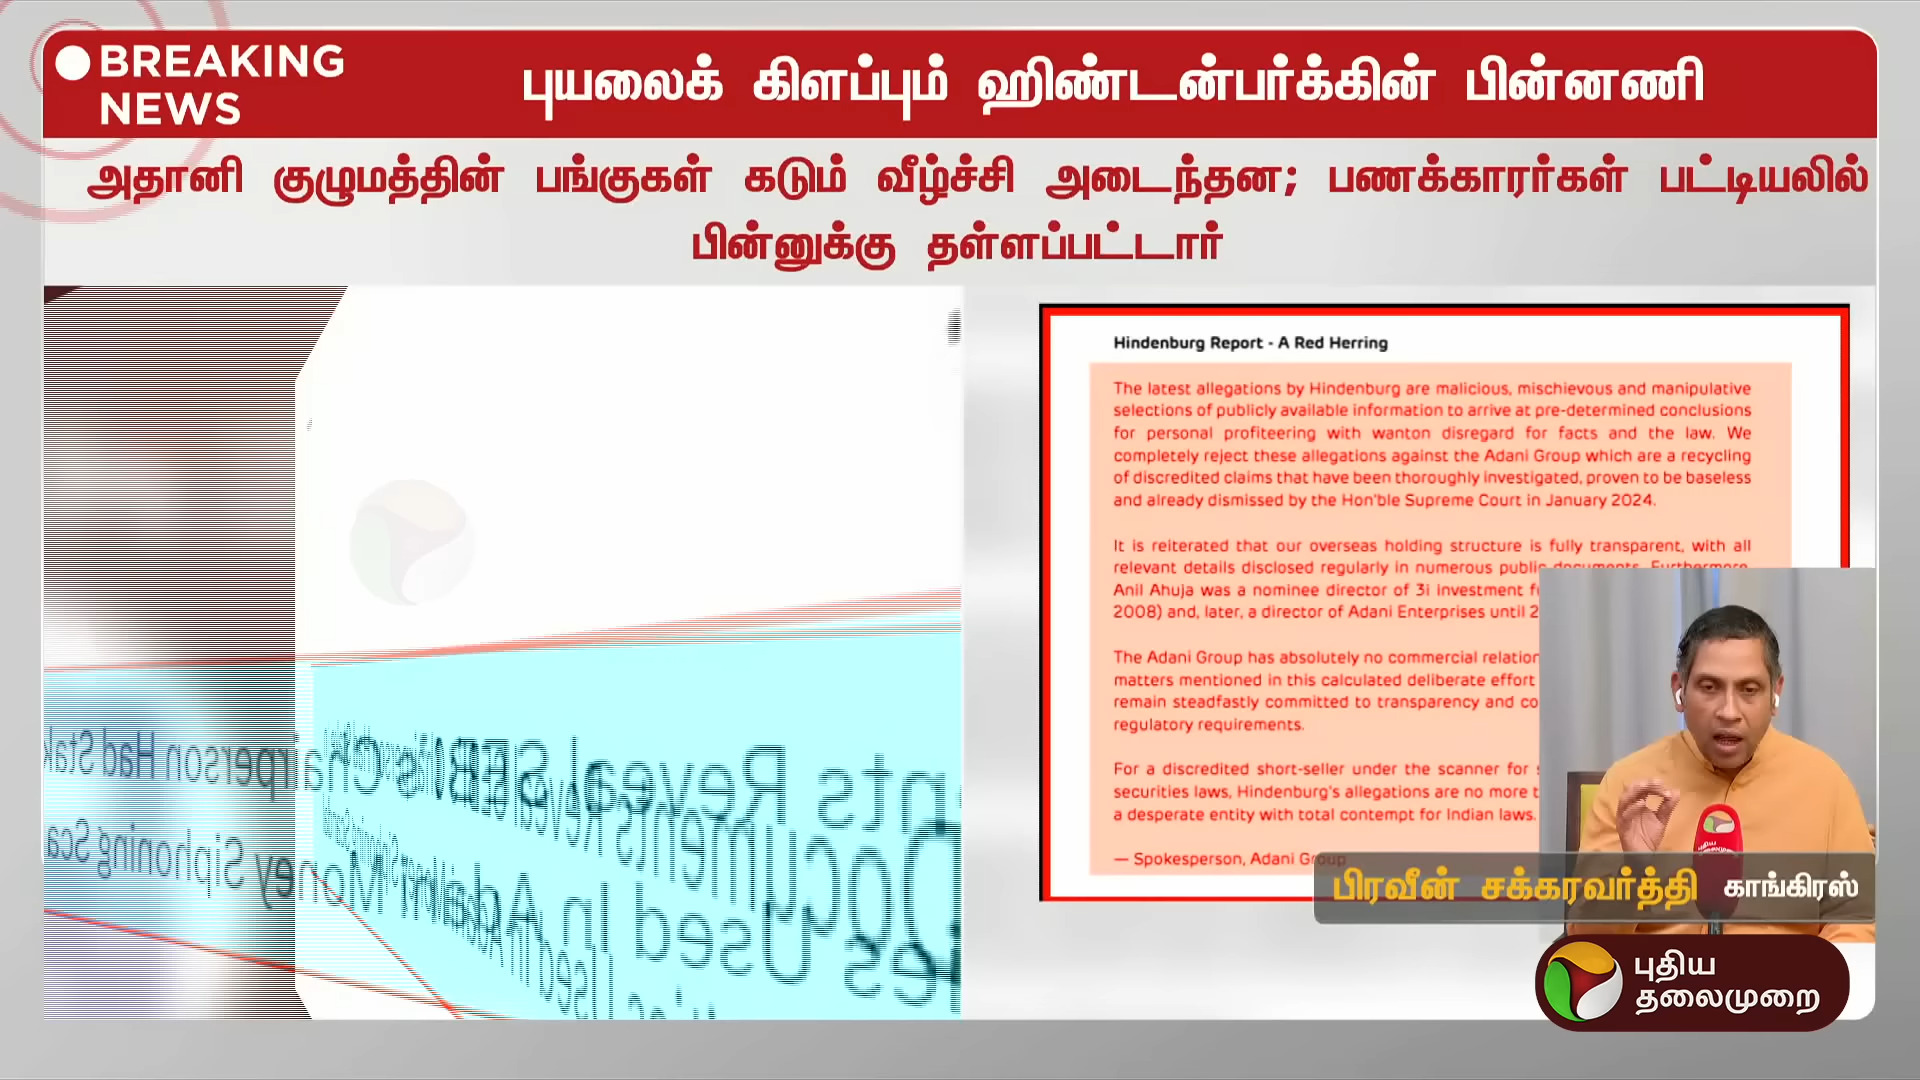 BREAKING
NEWS
புயலைக் கிளப்பும் ஹிண்டன்பர்க்கின் பின்னணி
அதானி குழுமத்தின் பங்குகள் கடும் வீழ்ச்சி அடைந்தன; பணக்காரர்கள் பட்டியலில்
பின்னுக்கு தள்ளப்பட்டார்
Hindenburg Report - A Red Herring
The latest allegations by Hindenburg are malicious, mischievous and manipulative
selections of publicly available information to arrive at pre-determined conclusions
for personal profiteering with wanton disregard for facts and the law. We
completely reject these allegations against the Adani Group which are a recycling
of discredited claims that have been thoroughly investigated, proven to be baseless
and already dismissed by the Hon'ble Supreme Court in January 2024.
It is reiterated that our overseas holding structure is fully transparent, with all
relevant details disclosed regularly in numerous public documents. Furthermore,
Anil Ahuja was a nominee director of 3i investment
2008) and, later, a director of Adani Enterprises until
The Adani Group has absolutely no commercial
matters mentioned in this calculated deliberate effort
remain steadfastly committed to transparency and
regulatory requirements.
For a discredited short-seller under the scanner for
securities laws, Hindenburg's allegations are no more
a desperate entity with total contempt for Indian laws.
— Spokesperson, Adani Group
Chairperson Had
Money Siphoning
Used In
பிரவீன் சக்கரவர்த்தி காங்கிரஸ்
புதிய
தலைமுறை